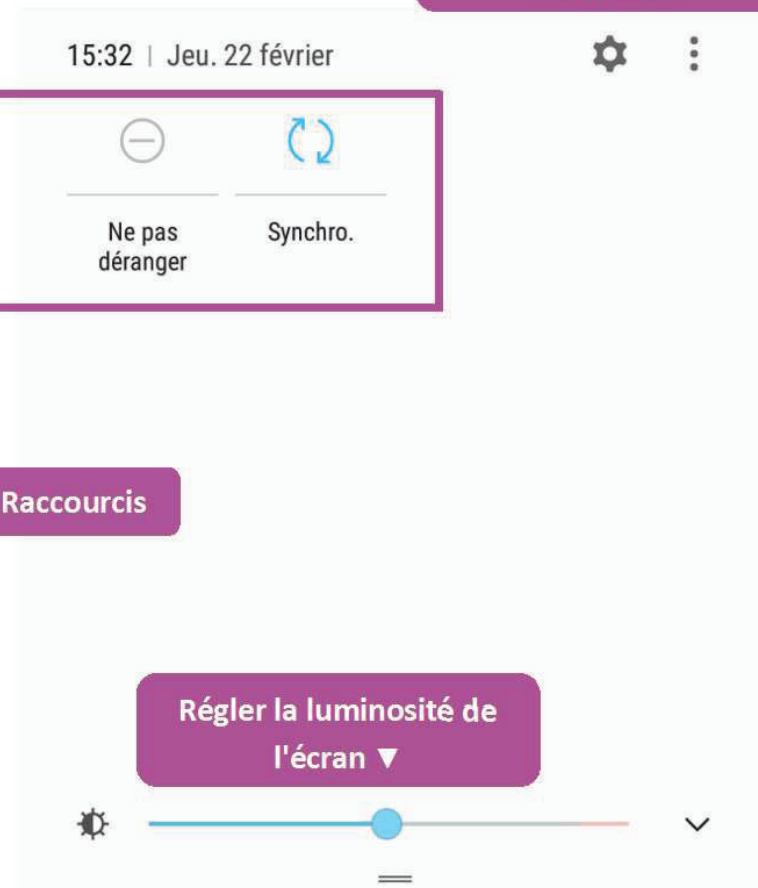 15:32 | Jeu. 22 février
Ne pas
déranger
Synchro.
Raccourcis
Régler la luminosité de
l'écran ▼